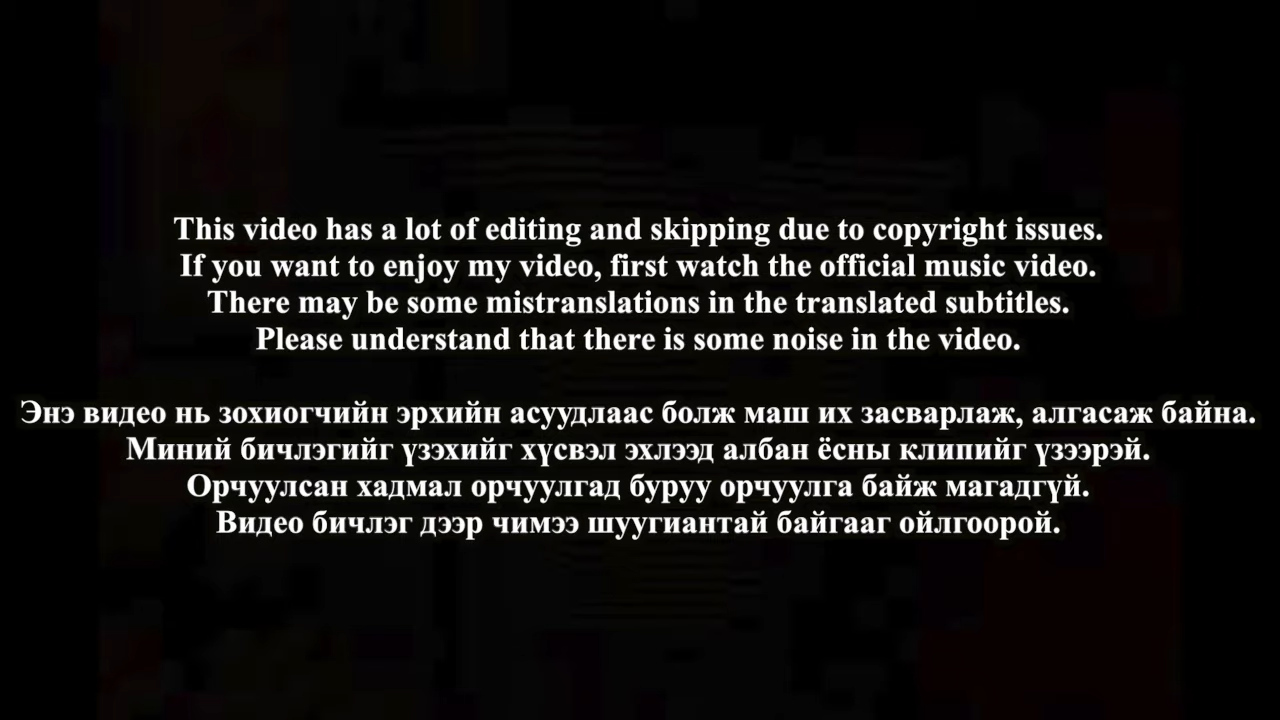 This video has a lot of editing and skipping due to copyright issues.
If you want to enjoy my video, first watch the official music video.
There may be some mistranslations in the translated subtitles.
Please understand that there is some noise in the video.
Энэ видео нь зохиогчийн эрхийн асуудлаас болж маш их засварлаж, алгасаж байна.
Миний бичлэгийг үзэхийг хүсвэл эхлээд албан ёсны клипийг үзээрэй.
Орчуулсан хадмал орчуулгад буруу орчуулга байж магадгүй.
Видео бичлэг дээр чимээ шуугиантай байгааг ойлгоорой.